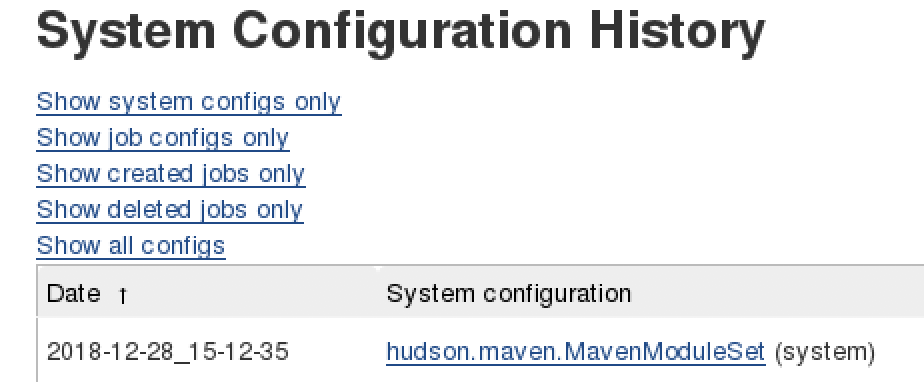 System Configuration History
Show system configs only
Show job configs only
Show created jobs only
Show deleted jobs only
Show all configs
Date ↑ System configuration
2018-12-28_15-12-35 hudson.maven.MavenModuleSet (system)